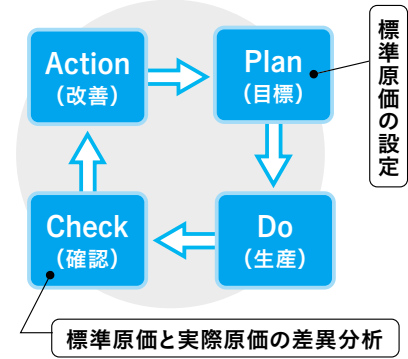 Action
（改善）
Plan
（目標）
標準原価の設定
Check
（確認）
Do
（生産）
標準原価と実際原価の差異分析